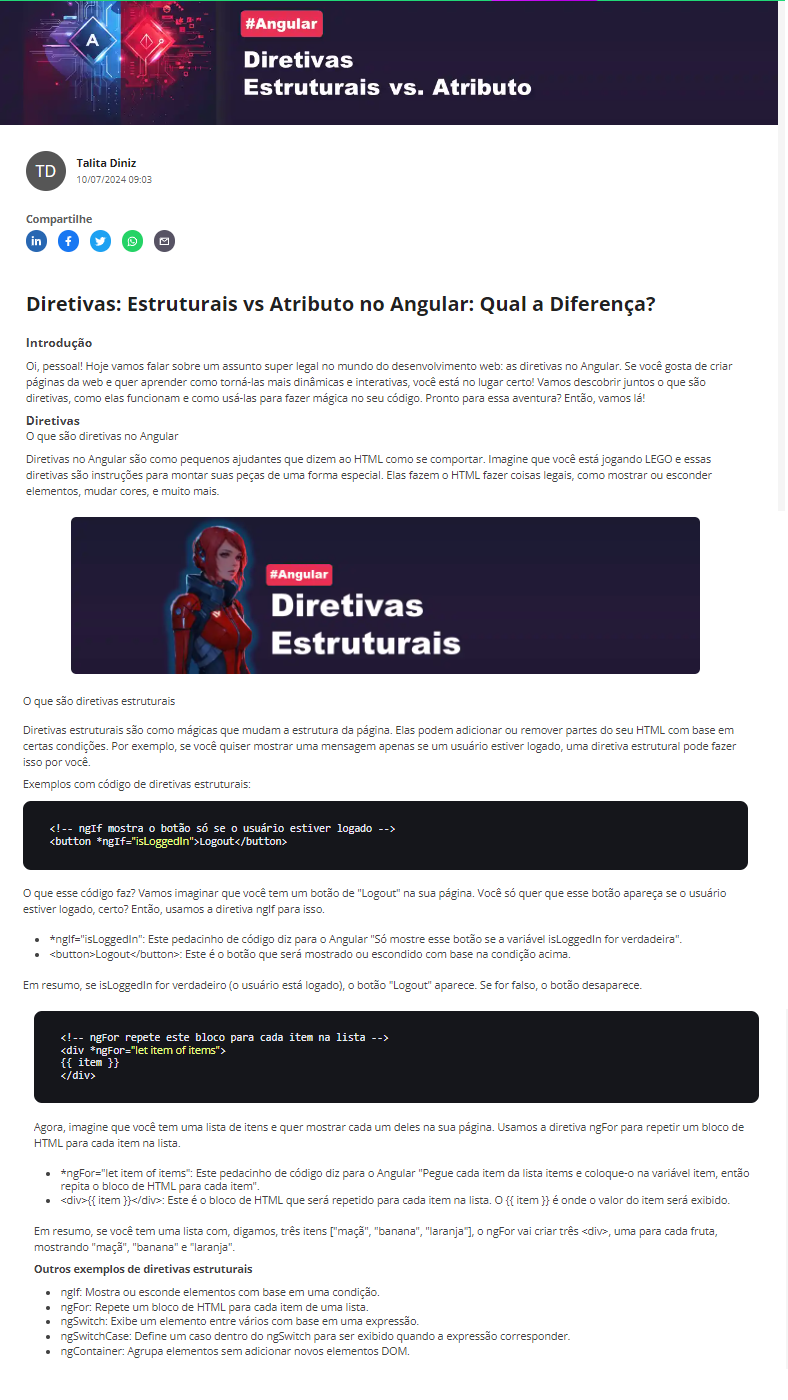 #Angular
Diretivas
Estruturais vs. Atributo
A
TD
Talita Diniz
10/07/2024 09:03
Compartilhe
Diretivas: Estruturais vs Atributo no Angular: Qual a Diferença?
Introdução
Oi, pessoal! Hoje vamos falar sobre um assunto super legal no mundo do desenvolvimento web: as diretivas no Angular. Se você gosta de criar
páginas da web e quer aprender como torná-las mais dinâmicas e interativas, você está no lugar certo! Vamos descobrir juntos o que são
diretivas, como elas funcionam e como usá-las para fazer mágica no seu código. Pronto para essa aventura? Então, vamos lá!
Diretivas
O que são diretivas no Angular
Diretivas no Angular são como pequenos ajudantes que dizem ao HTML como se comportar. Imagine que você está jogando LEGO e essas
diretivas são instruções para montar suas peças de uma forma especial. Elas fazem o HTML fazer coisas legais, como mostrar ou esconder
elementos, mudar cores, e muito mais.
#Angular
Diretivas
Estruturais
O que são diretivas estruturais
Diretivas estruturais são como mágicas que mudam a estrutura da página. Elas podem adicionar ou remover partes do seu HTML com base em
certas condições. Por exemplo, se você quiser mostrar uma mensagem apenas se um usuário estiver logado, uma diretiva estrutural pode fazer
isso por você.
Exemplos com código de diretivas estruturais:
<!-- ngIf mostra o botão só se o usuário estiver logado -->
<button *ngIf="isLoggedIn">Logout</button>
O que esse código faz? Vamos imaginar que você tem um botão de "Logout" na sua página. Você só quer que esse botão apareça se o usuário
estiver logado, certo? Então, usamos a diretiva ngIf para isso.
• *ngIf="isLoggedIn": Este pedacinho de código diz para o Angular "Só mostre esse botão se a variável isLoggedIn for verdadeira".
• <button>Logout</button>: Este é o botão que será mostrado ou escondido com base na condição acima.
Em resumo, se isLoggedIn for verdadeiro (o usuário está logado), o botão "Logout" aparece. Se for falso, o botão desaparece.
<!-- ngFor repete este bloco para cada item na lista -->
<div *ngFor="let item of items">
{{ item }}
</div>
Agora, imagine que você tem uma lista de itens e quer mostrar cada um deles na sua página. Usamos a diretiva ngFor para repetir um bloco de
HTML para cada item na lista.
• *ngFor="let item of items": Este pedacinho de código diz para o Angular "Pegue cada item da lista items e coloque-o na variável item, então
repita o bloco de HTML para cada item".
• <div>{{ item }}</div>: Este é o bloco de HTML que será repetido para cada item na lista. O {{ item }} é onde o valor do item será exibido.
Em resumo, se você tem uma lista com, digamos, três itens ["maçã", "banana", "laranja"], o ngFor vai criar três <div>, uma para cada fruta,
mostrando "maçã", "banana" e "laranja".
Outros exemplos de diretivas estruturais
• ngIf: Mostra ou esconde elementos com base em uma condição.
• ngFor: Repete um bloco de HTML para cada item de uma lista.
• ngSwitch: Exibe um elemento entre vários com base em uma expressão.
• ngSwitchCase: Define um caso dentro do ngSwitch para ser exibido quando a expressão corresponder.
• ngContainer: Agrupa elementos sem adicionar novos elementos DOM.